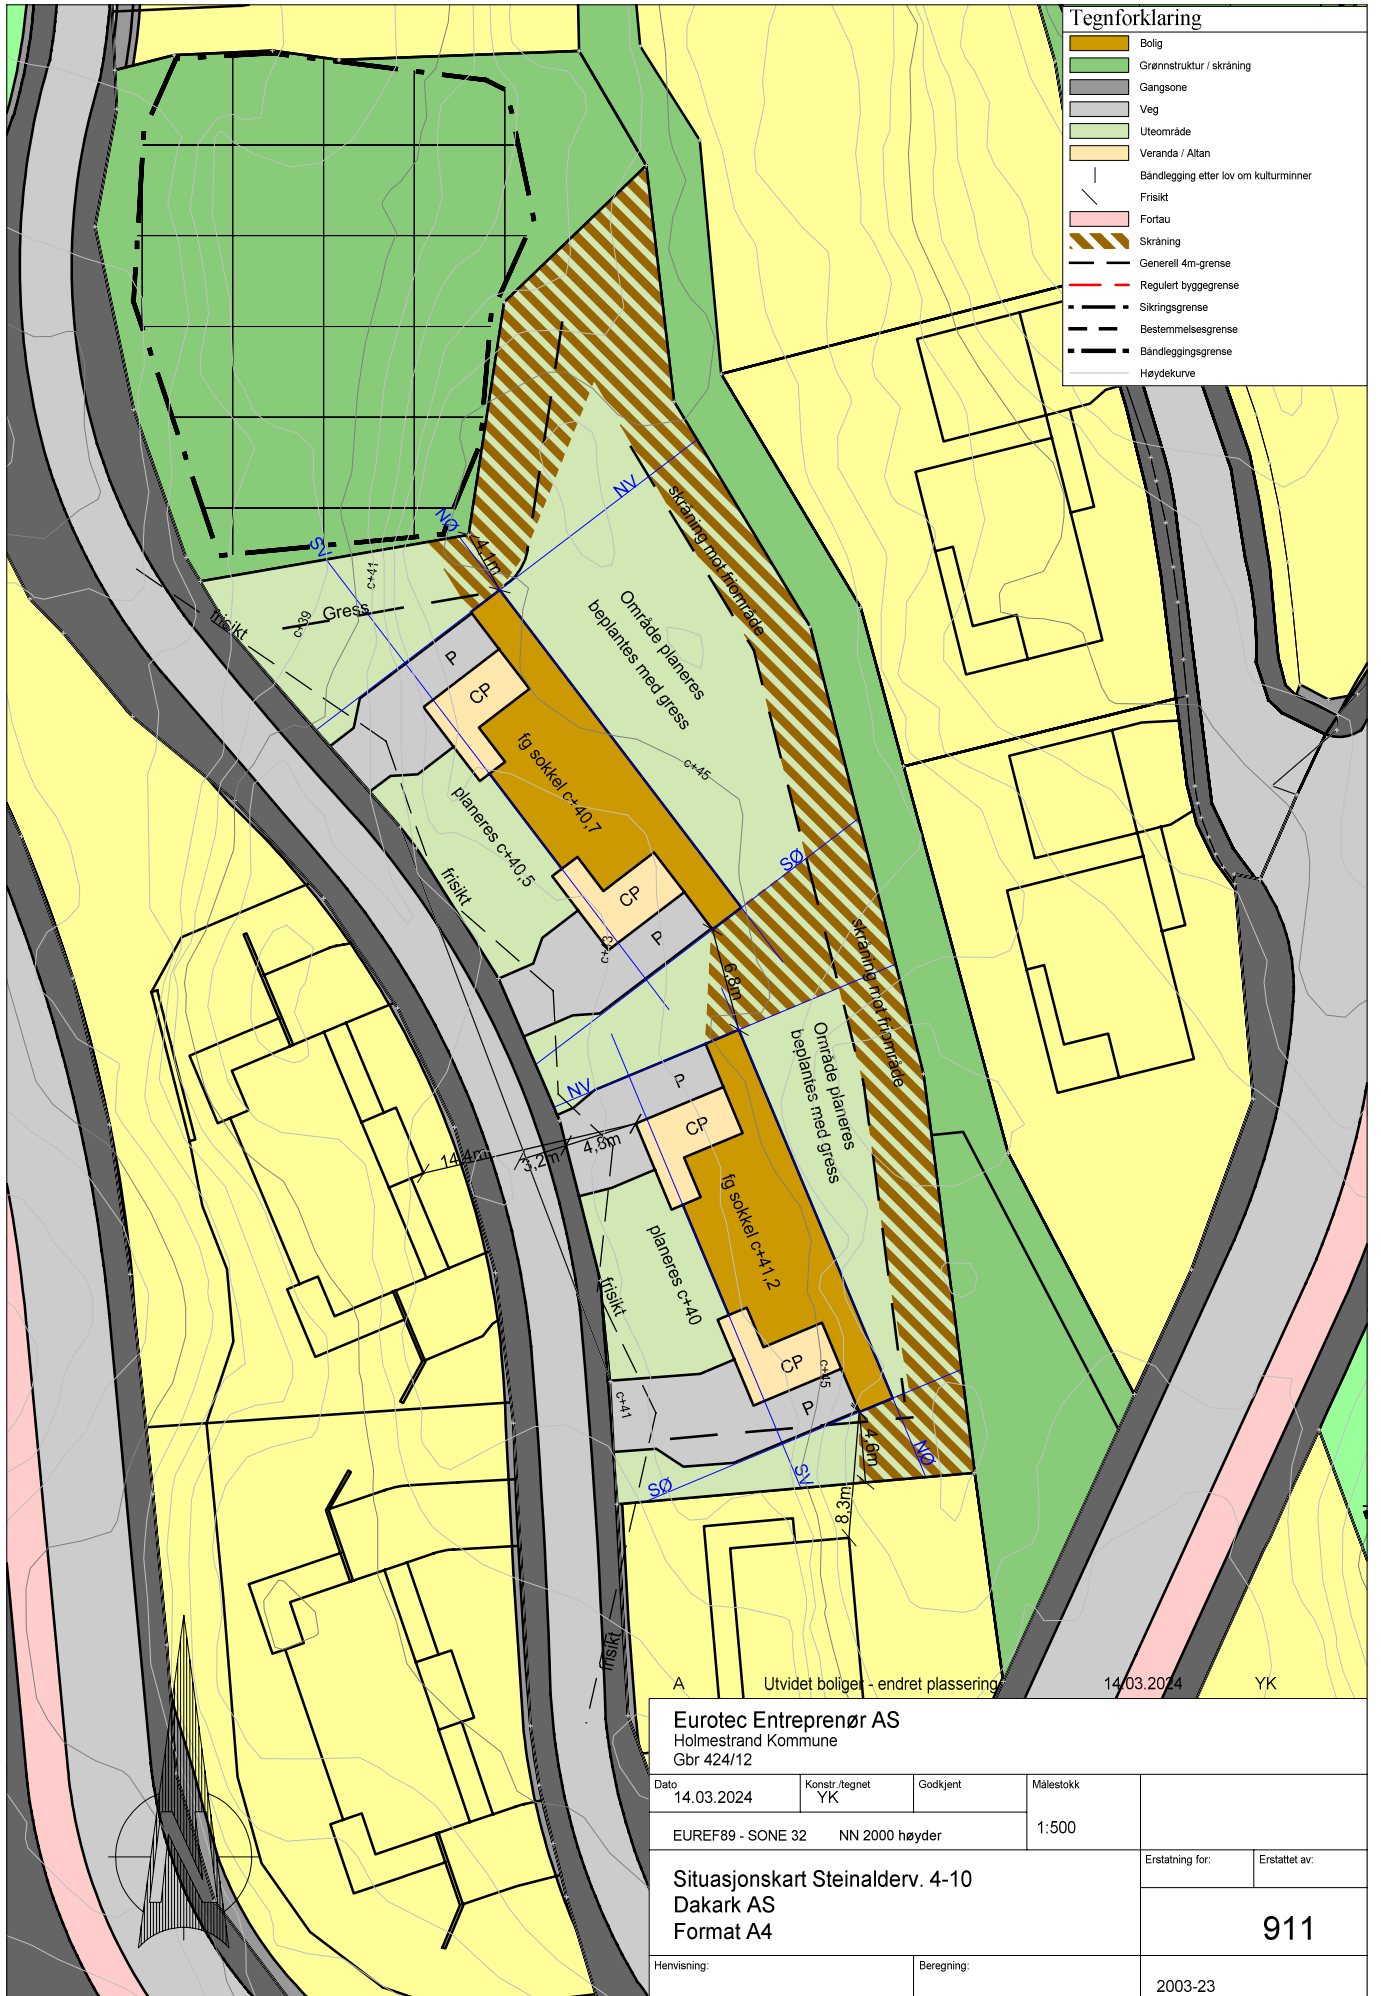 Tegnforklaring
Bolig
Grønnstruktur / skråning
Gangsone
Veg
Uteområde
Veranda / Altan
Båndlegging etter lov om kulturminner
Frisikt
Fortau
Skråning
Generell 4m-grense
Regulert byggegrense
Sikringsgrense
Bestemmelsesgrense
Båndleggingsgrense
Høydekurve
NV
NØ
SV
4,1m
skråning mot friområde
c+41
Gress
c+39
frisikt
Område planeres
beplantes med gress
P
CP
fg sokkel c+40,7
c+45
planeres c+40,5
SØ
frisikt
CP
P
c+43
6,8m
skråning mot friområde
Område planeres
beplantes med gress
NV
P
CP
14,4m
3,2m
4,8m
fg sokkel c+41,2
planeres c+40
frisikt
CP
c+45
c+41
P
4,6m
NØ
SV
SØ
8,3m
frisikt
A Utvidet boliger - endret plassering 14.03.2024 YK
Eurotec Entreprenør AS
Holmestrand Kommune
Gbr 424/12
Dato
14.03.2024
Konstr./tegnet
YK
Godkjent
Målestokk
1:500
EUREF89 - SONE 32 NN 2000 høyder
Situasjonskart Steinalderv. 4-10
Dakark AS
Format A4
Erstatning for:
Erstattet av:
911
Henvisning:
Beregning:
2003-23